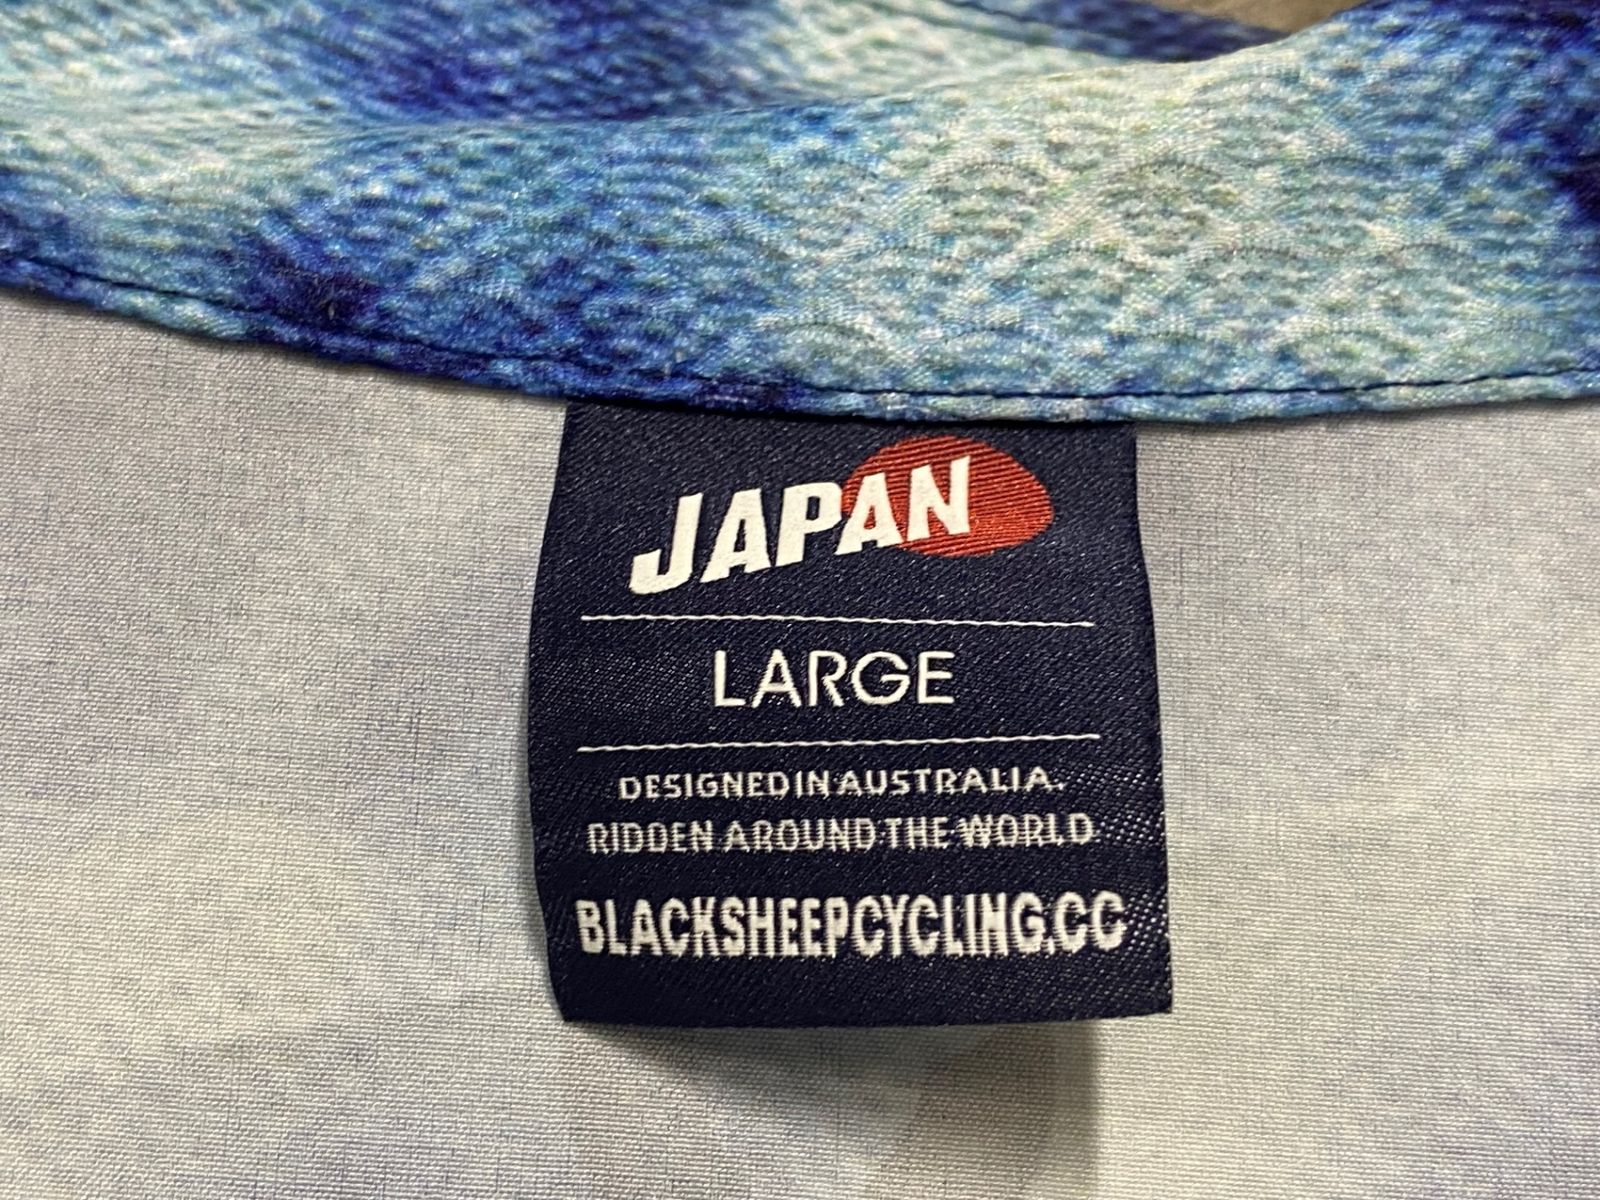 JAPAN
LARGE
DESIGNED IN AUSTRALIA.
RIDDEN AROUND THE WORLD
BLACKSHEEPCYCLING.CC